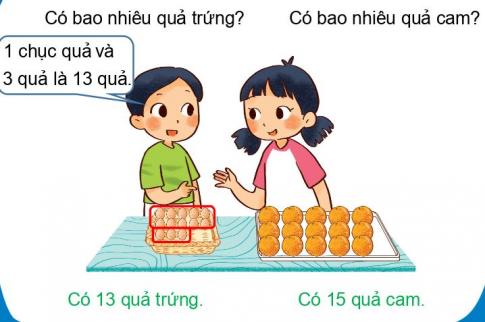 Có bao nhiêu quả trứng?
Có bao nhiêu quả cam?
1 chục quả và
3 quả là 13 quả.
Có 13 quả trứng.
Có 15 quả cam.